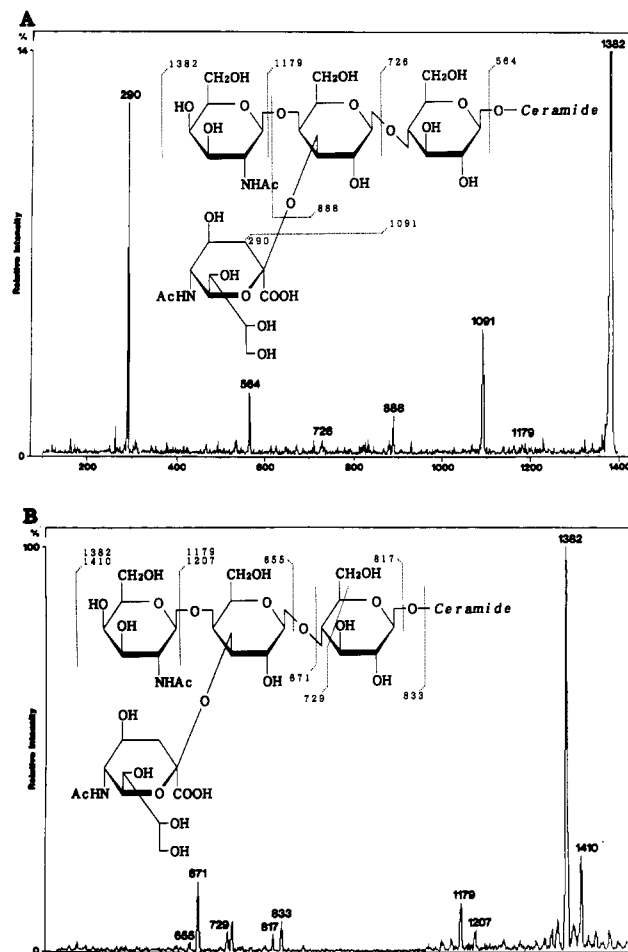 A
%
14
Relative Intensity
0
290
1382
1382 1179 726 564
CH₂OH CH₂OH CH₂OH
HO O O O O O O Ceramide
OH OH OH
NHAc OH OH
O 888
OH 290 1091
OH
AcHN O COOH
OH
OH
564 726 888 1091 1179
200 400 600 800 1000 1200 1400
B
%
100
Relative Intensity
1382
1382 1179 655 817
1410 1207
CH₂OH CH₂OH CH₂OH
HO O O O O O O Ceramide
OH OH OH
NHAc OH 671 OH
729 833
O
OH
OH
AcHN O COOH
OH
OH
655 671 729 817 833 1179 1207 1410